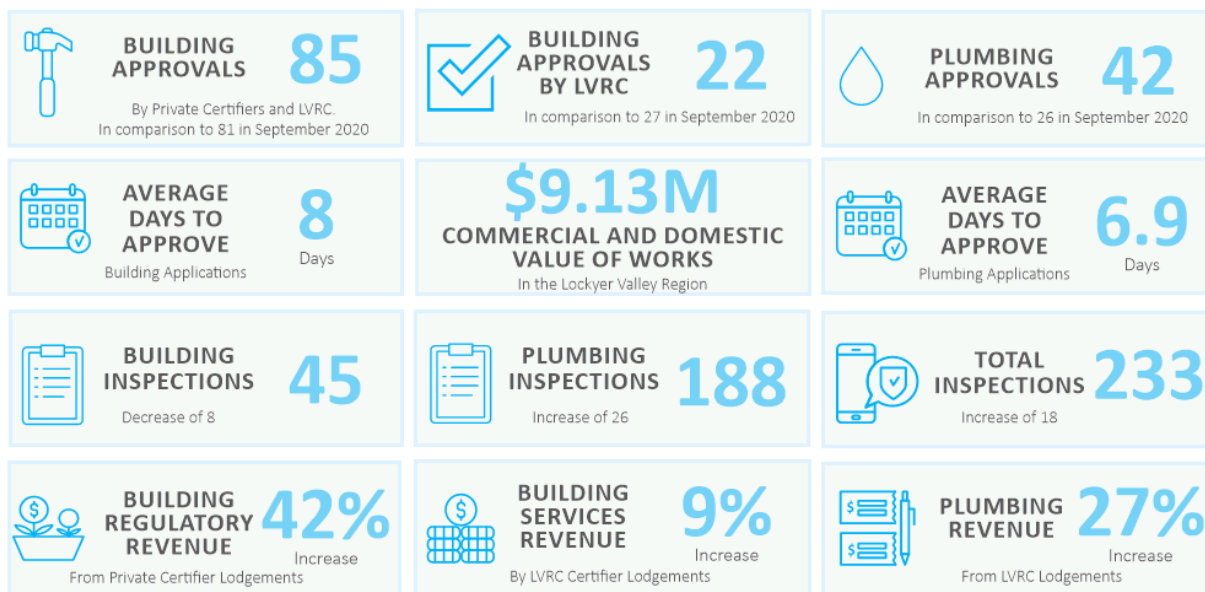 BUILDING
APPROVALS
85
By Private Certifiers and LVRC.
In comparison to 81 in September 2020
BUILDING
APPROVALS
BY LVRC
22
In comparison to 27 in September 2020
PLUMBING
APPROVALS
42
In comparison to 26 in September 2020
AVERAGE
DAYS TO
APPROVE
Building Applications
8
Days
$9.13M
COMMERCIAL AND DOMESTIC
VALUE OF WORKS
In the Lockyer Valley Region
AVERAGE
DAYS TO
APPROVE
Plumbing Applications
6.9
Days
BUILDING
INSPECTIONS
45
Decrease of 8
PLUMBING
INSPECTIONS
188
Increase of 26
TOTAL
INSPECTIONS
233
Increase of 18
BUILDING
REGULATORY
REVENUE
42%
Increase
From Private Certifier Lodgements
BUILDING
SERVICES
REVENUE
9%
Increase
By LVRC Certifier Lodgements
PLUMBING
REVENUE
27%
Increase
From LVRC Lodgements